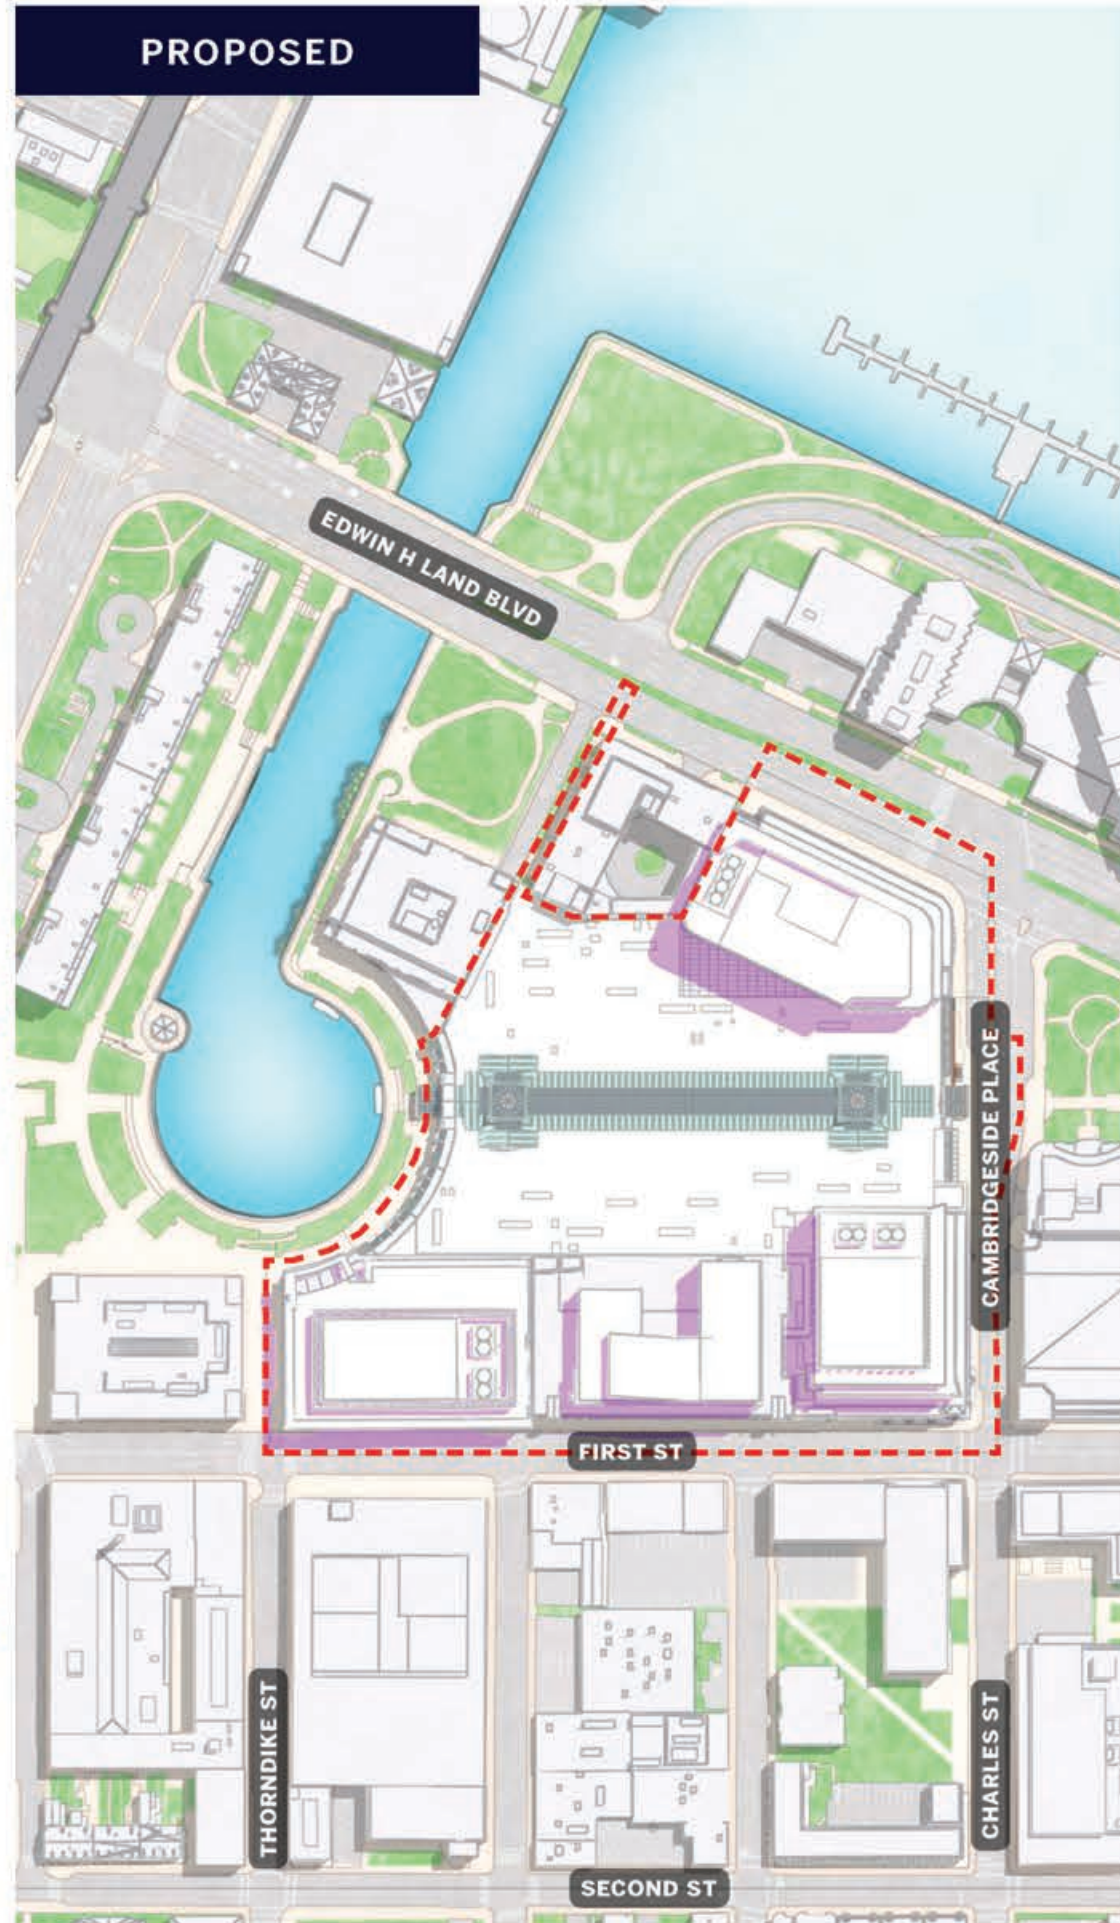 PROPOSED
EDWIN H LAND BLVD
CAMBRIDGESIDE PLACE
FIRST ST
THORNDIKE ST
CHARLES ST
SECOND ST